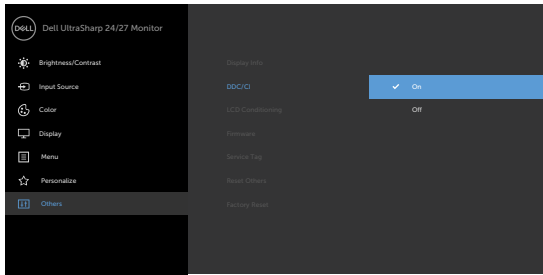 DELL Dell UltraSharp 24/27 Monitor
Brightness/Contrast
Input Source
Color
Display
Menu
Personalize
Others
Display Info
DDC/CI
LCD Conditioning
Firmware
Service Tag
Reset Others
Factory Reset
On
Off